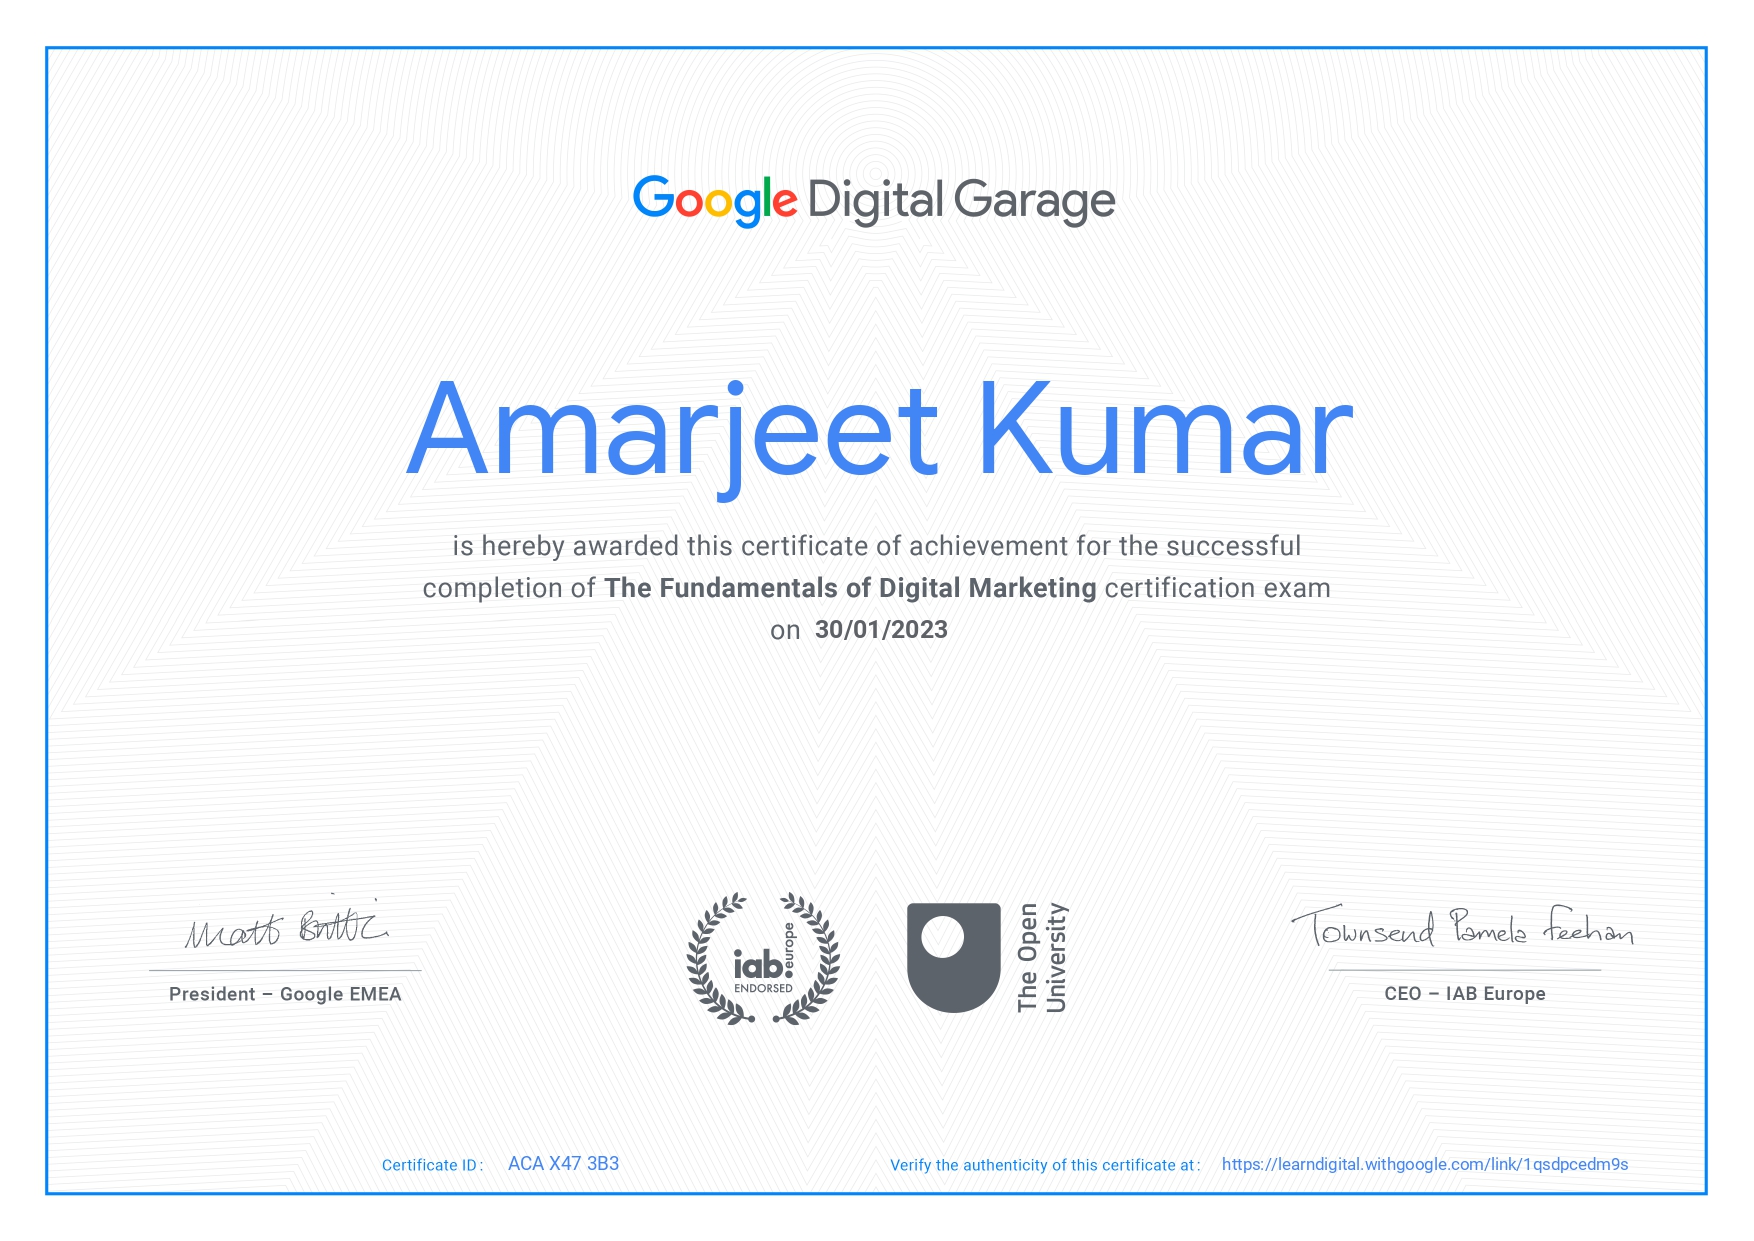 Google Digital Garage
Amarjeet Kumar
is hereby awarded this certificate of achievement for the successful
completion of The Fundamentals of Digital Marketing certification exam
on 30/01/2023
Matt Brittin
President – Google EMEA
iab.europe
ENDORSED
The Open
University
Townsend Pamela Feehan
CEO – IAB Europe
Certificate ID: ACA X47 3B3
Verify the authenticity of this certificate at: https://learndigital.withgoogle.com/link/1qsdpcedm9s